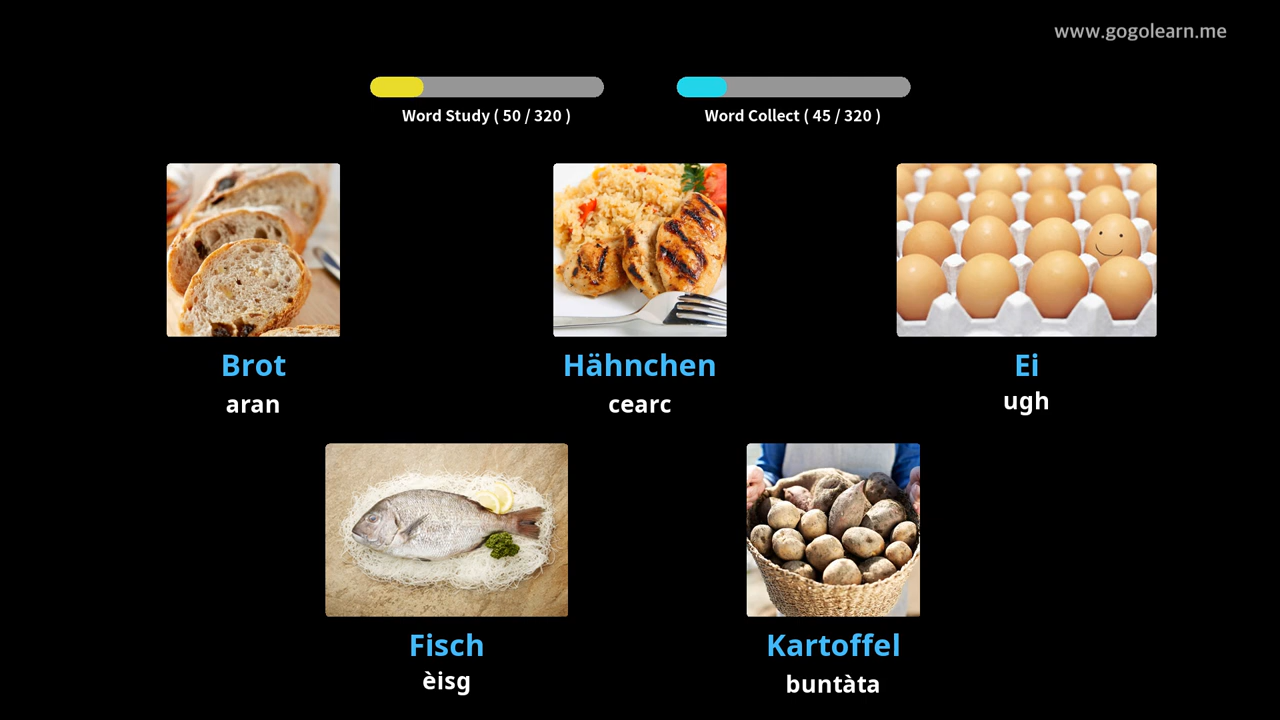 www.gogolearn.me
Word Study ( 50 / 320 )
Word Collect ( 45 / 320 )
Brot
aran
Hähnchen
cearc
Ei
ugh
Fisch
èisg
Kartoffel
buntàta